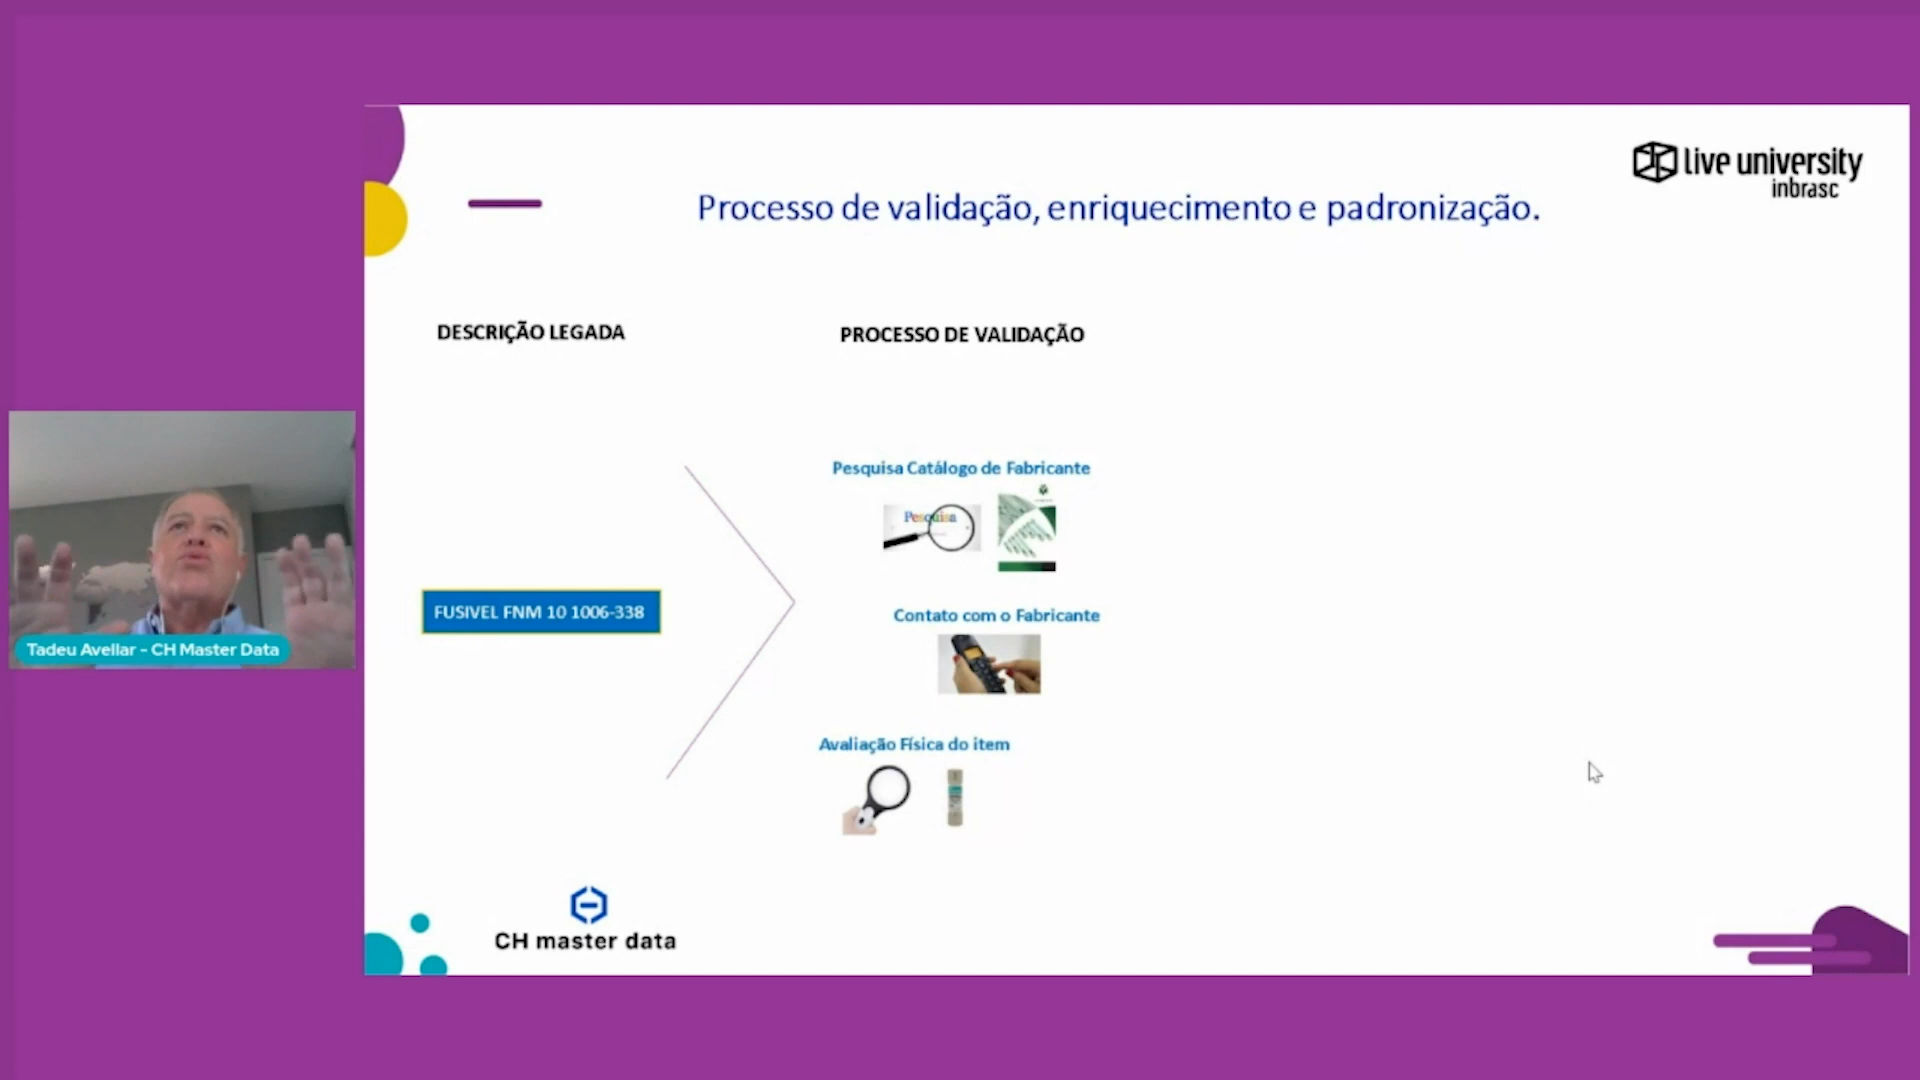 live university
inbrasc
Processo de validação, enriquecimento e padronização.
DESCRIÇÃO LEGADA
PROCESSO DE VALIDAÇÃO
Pesquisa Catálogo de Fabricante
Pesquisa
Contato com o Fabricante
FUSIVEL FNM 10 1006-338
Tadeu Avellar - CH Master Data
Avaliação Física do item
CH master data